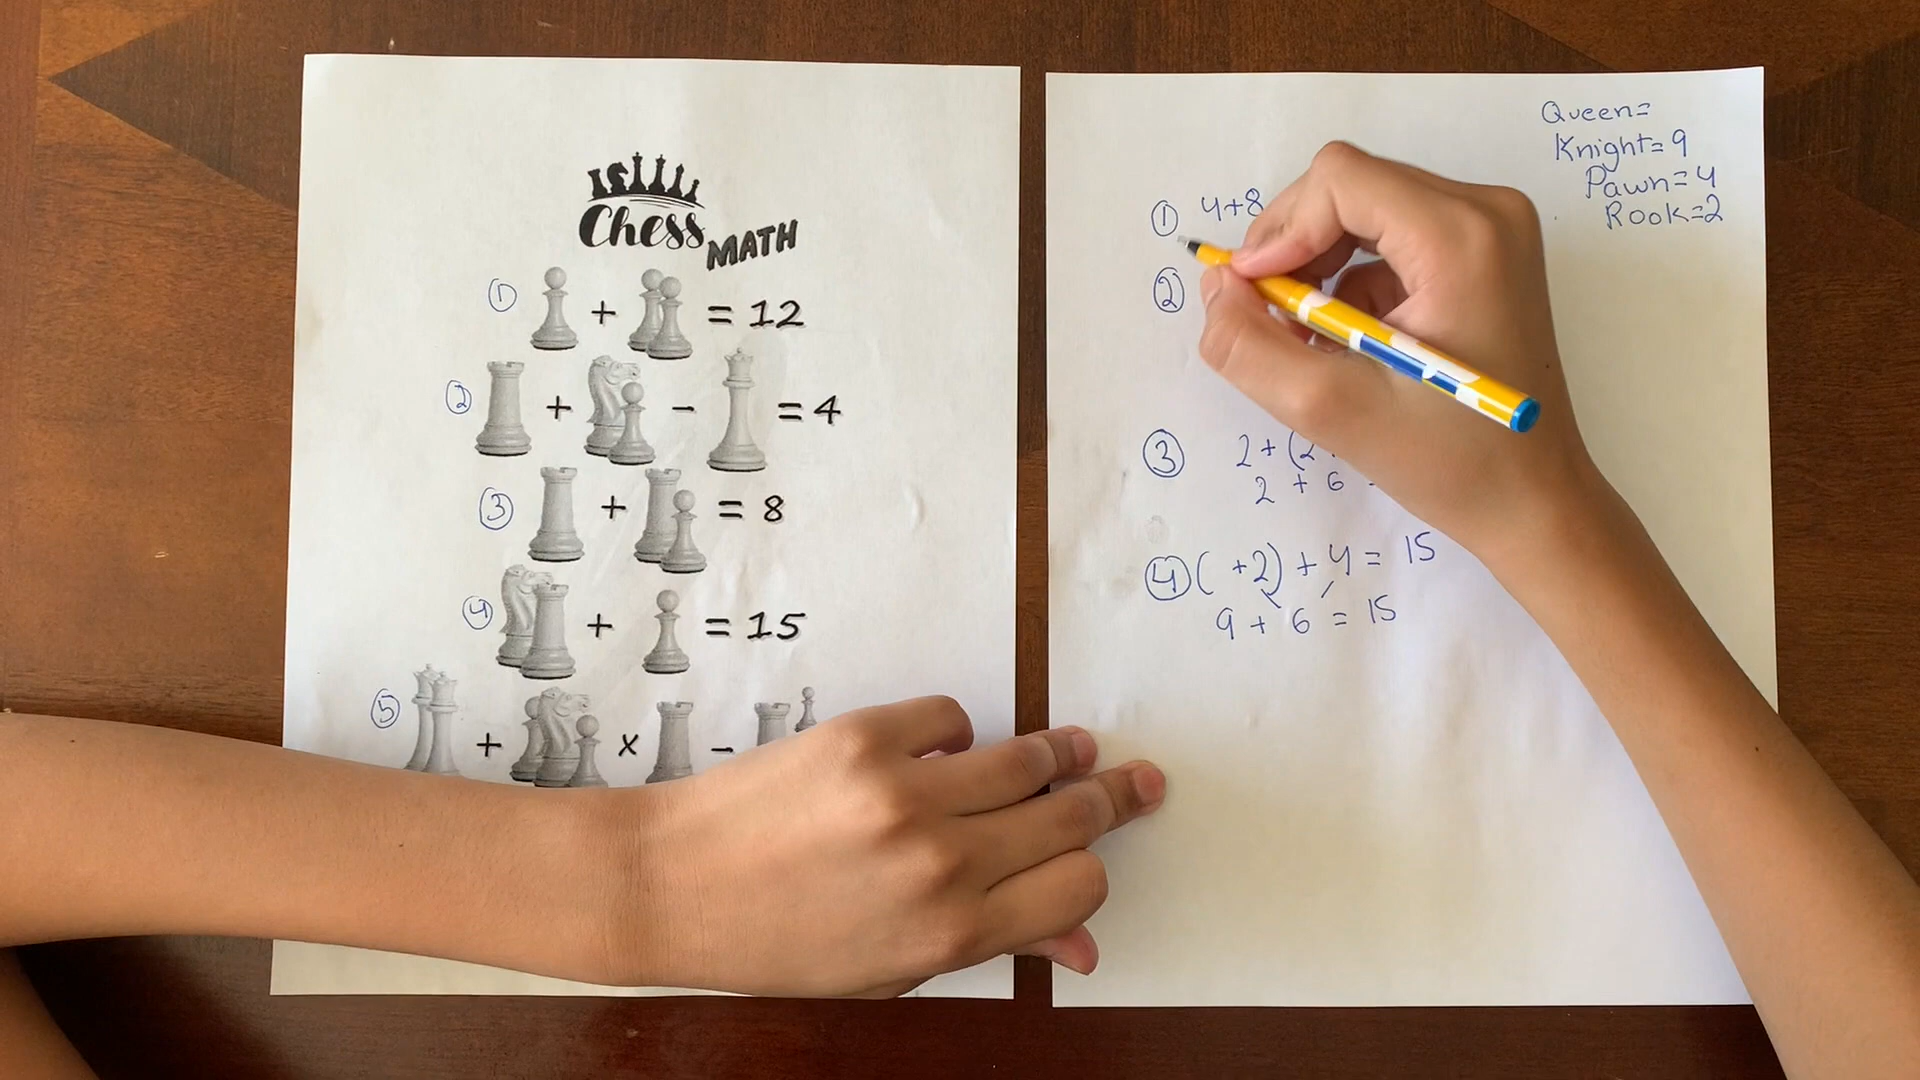 Chess
MATH
① + = 12
② + - = 4
③ + = 8
④ + = 15
⑤ + x -
Queen=
Knight=9
Pawn=4
Rook=2
① 4+8
②
③ 2+(2
2 + 6
④ ( +2) + 4 = 15
9 + 6 = 15